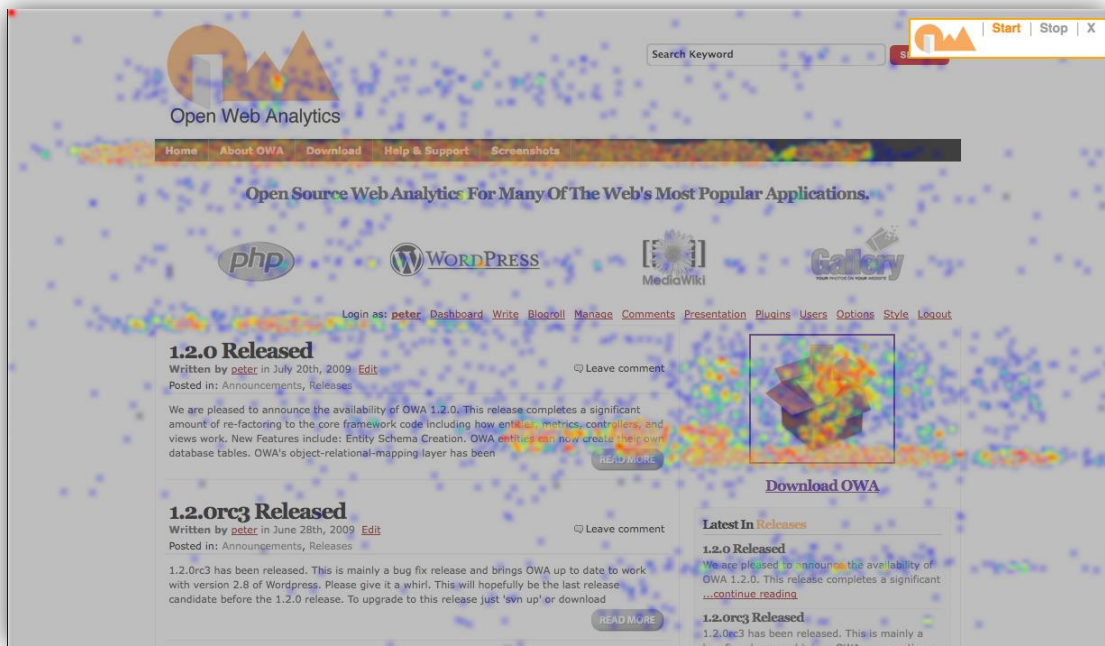 Start | Stop | X
Search Keyword
Open Web Analytics
Home About OWA Download Help & Support Screenshots
Open Source Web Analytics For Many Of The Web's Most Popular Applications.
php
WORDPRESS
[[ ]]
MediaWiki
Gallery
YOUR PHOTOS ON YOUR WEBSITE
Login as: peter Dashboard Write Blogroll Manage Comments Presentation Plugins Users Options Style Logout
1.2.0 Released
Written by peter in July 20th, 2009 Edit
Leave comment
Posted in: Announcements, Releases
We are pleased to announce the availability of OWA 1.2.0. This release completes a significant
amount of re-factoring to the core framework code including how entities, metrics, controllers, and
views work. New Features include: Entity Schema Creation. OWA entities can now create their own
database tables. OWA's object-relational-mapping layer has been
READ MORE
Download OWA
1.2.0rc3 Released
Written by peter in June 28th, 2009 Edit
Leave comment
Posted in: Announcements, Releases
1.2.0rc3 has been released. This is mainly a bug fix release and brings OWA up to date to work
with version 2.8 of Wordpress. Please give it a whirl. This will hopefully be the last release
candidate before the 1.2.0 release. To upgrade to this release just 'svn up' or download
READ MORE
Latest In Releases
1.2.0 Released
We are pleased to announce the availability of
OWA 1.2.0. This release completes a significant
...continue reading
1.2.0rc3 Released
1.2.0rc3 has been released. This is mainly a